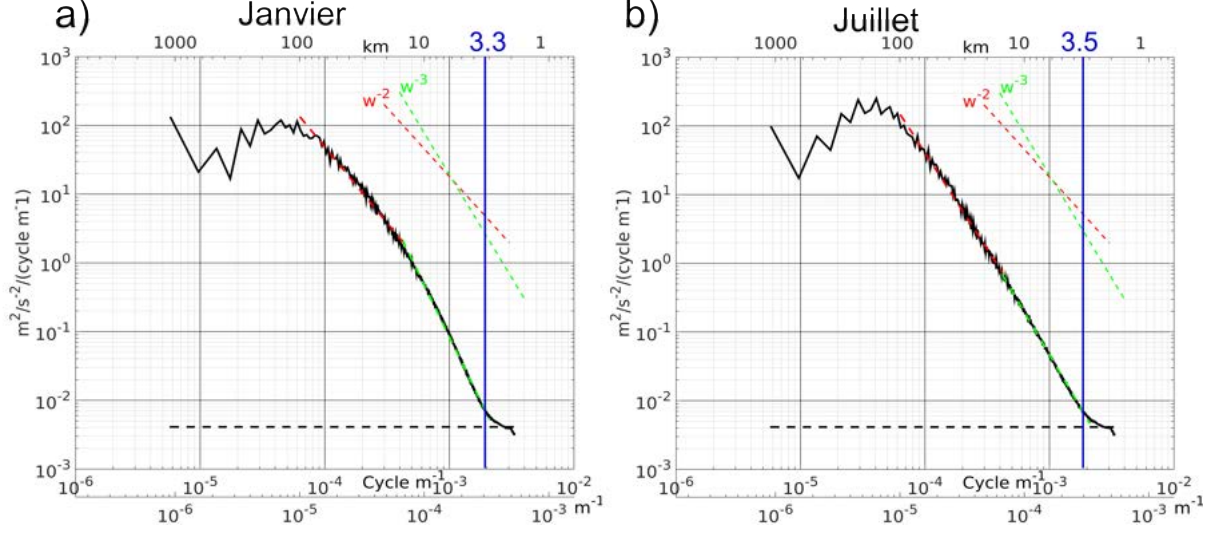 a) Janvier
1000 100 km 10 3.3 1
10³
10² w⁻² w⁻³
10¹
10⁰
10⁻¹
10⁻²
10⁻³
m²/s⁻²/(cycle m⁻1)
10⁻⁶ 10⁻⁵ Cycle m⁻¹ 10⁻³ 10⁻²
10⁻⁶ 10⁻⁵ 10⁻⁴ 10⁻³ m⁻¹
b) Juillet
1000 100 km 10 3.5 1
10³
10² w⁻² w⁻³
10¹
10⁰
10⁻¹
10⁻²
10⁻³
m²/s⁻²/(cycle m⁻1)
10⁻⁶ 10⁻⁵ 10⁻⁴ Cycle m⁻¹ 10⁻³ 10⁻²
10⁻⁶ 10⁻⁵ 10⁻⁴ 10⁻³ m⁻¹